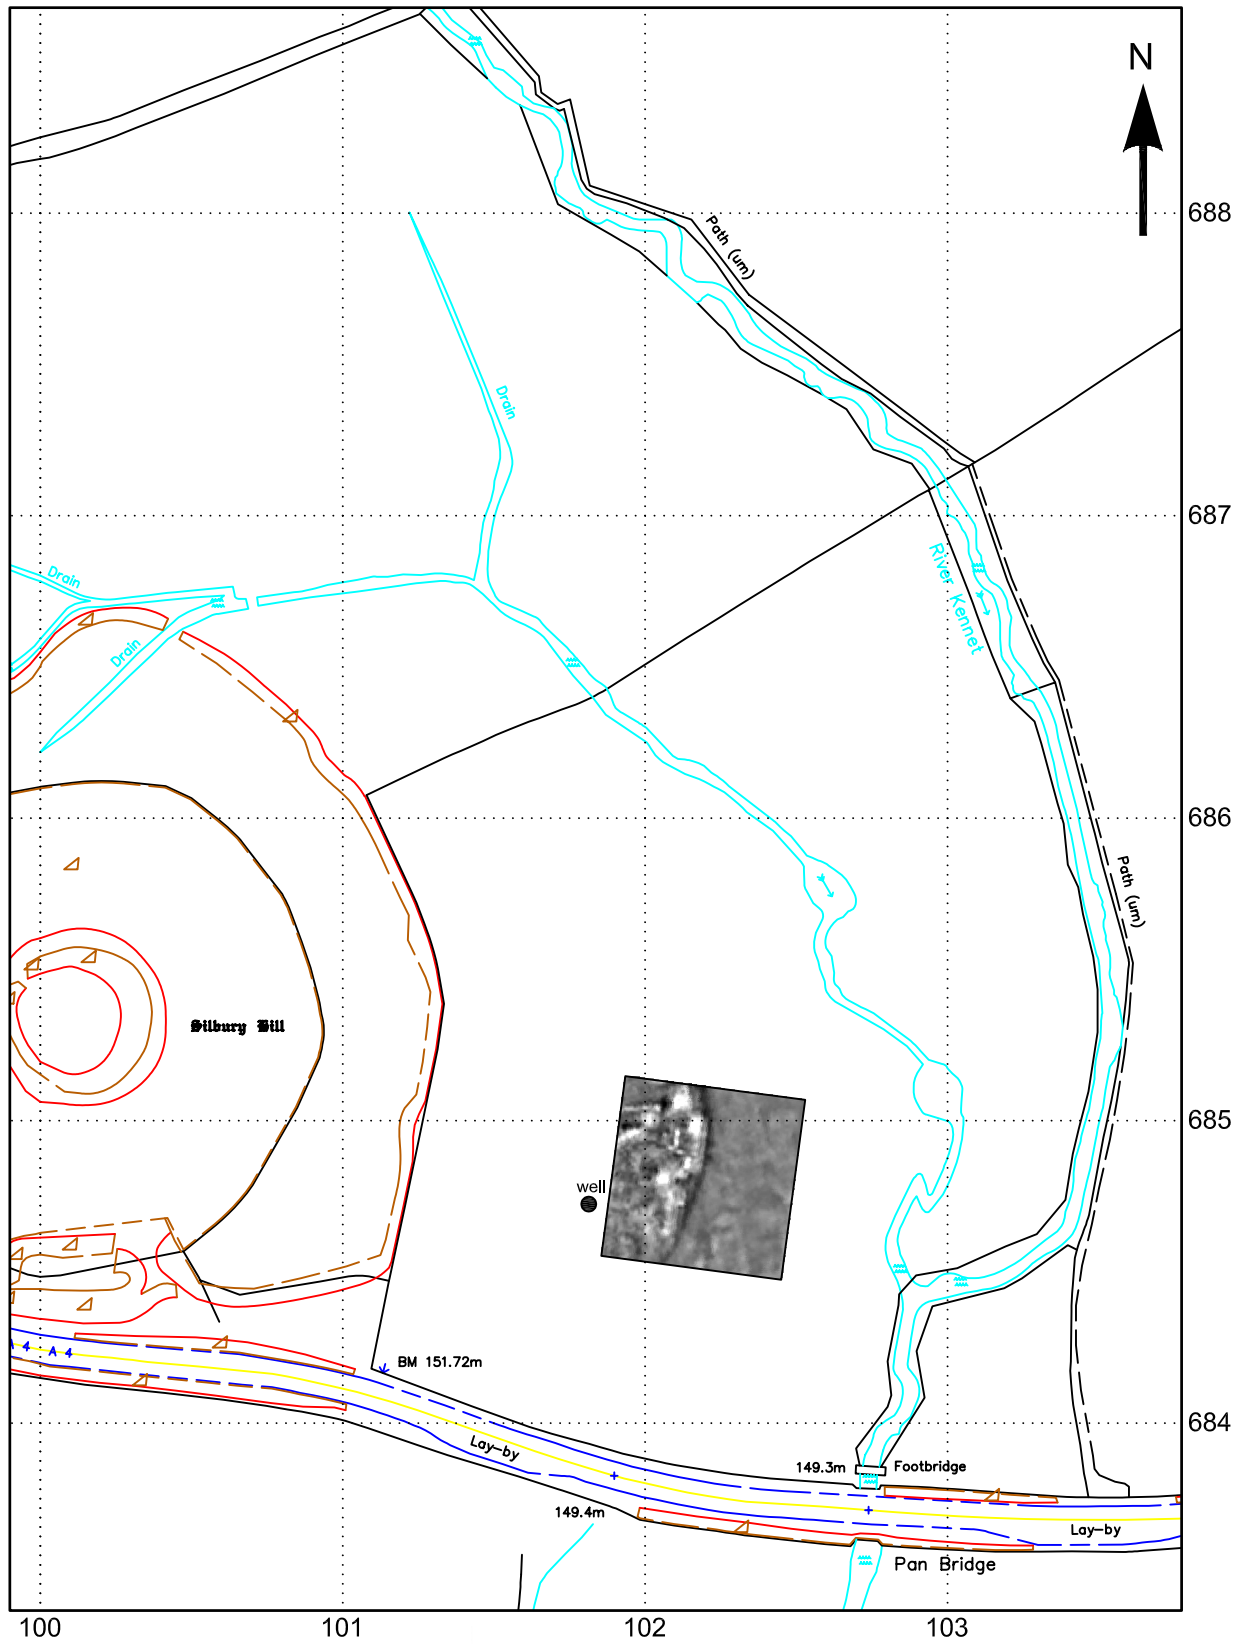 N
688
Path (um)
Drain
687
River Kennet
Drain
Drain
686
Path (um)
Silbury Hill
685
well
A 4 A 4
BM 151.72m
684
Lay-by
149.3m Footbridge
149.4m
Lay-by
Pan Bridge
100 101 102 103